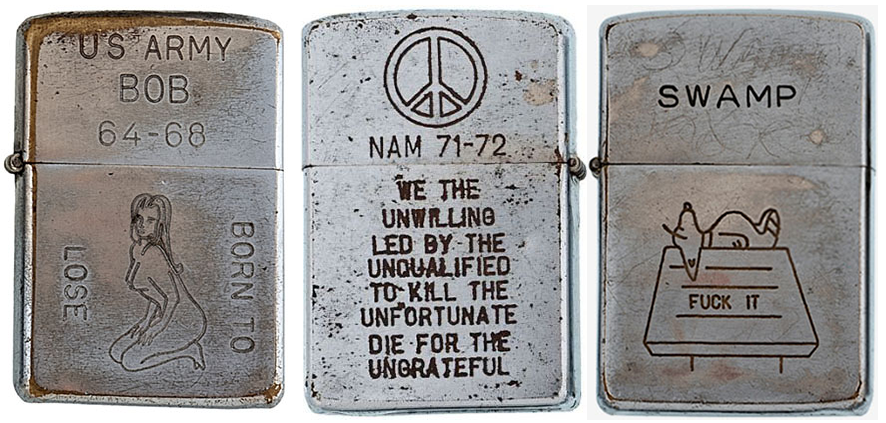 US ARMY
BOB
64-68
BORN TO
LOSE
NAM 71-72
WE THE
UNWILLING
LED BY THE
UNQUALIFIED
TO KILL THE
UNFORTUNATE
DIE FOR THE
UNGRATEFUL
SWAMP
FUCK IT